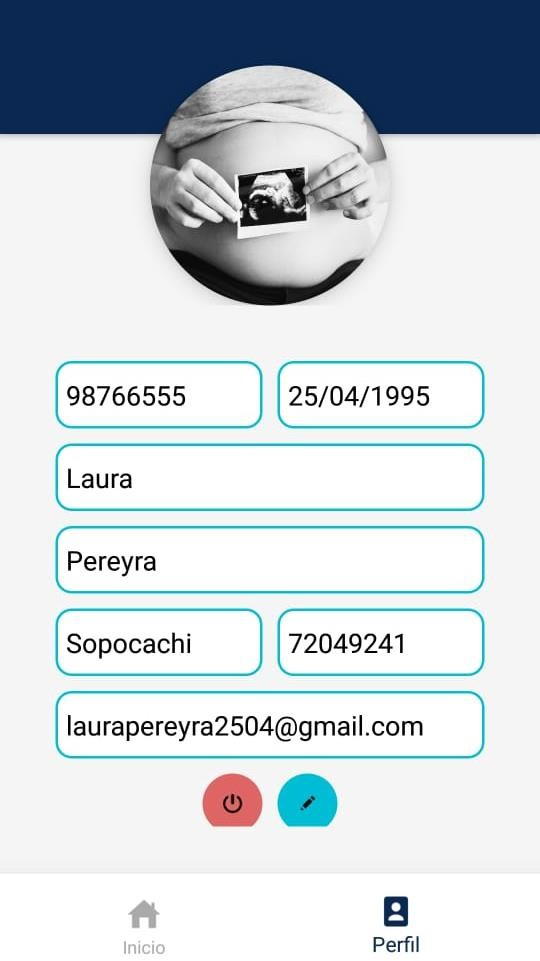 98766555 25/04/1995
Laura
Pereyra
Sopocachi 72049241
laurapereyra2504@gmail.com
Inicio Perfil